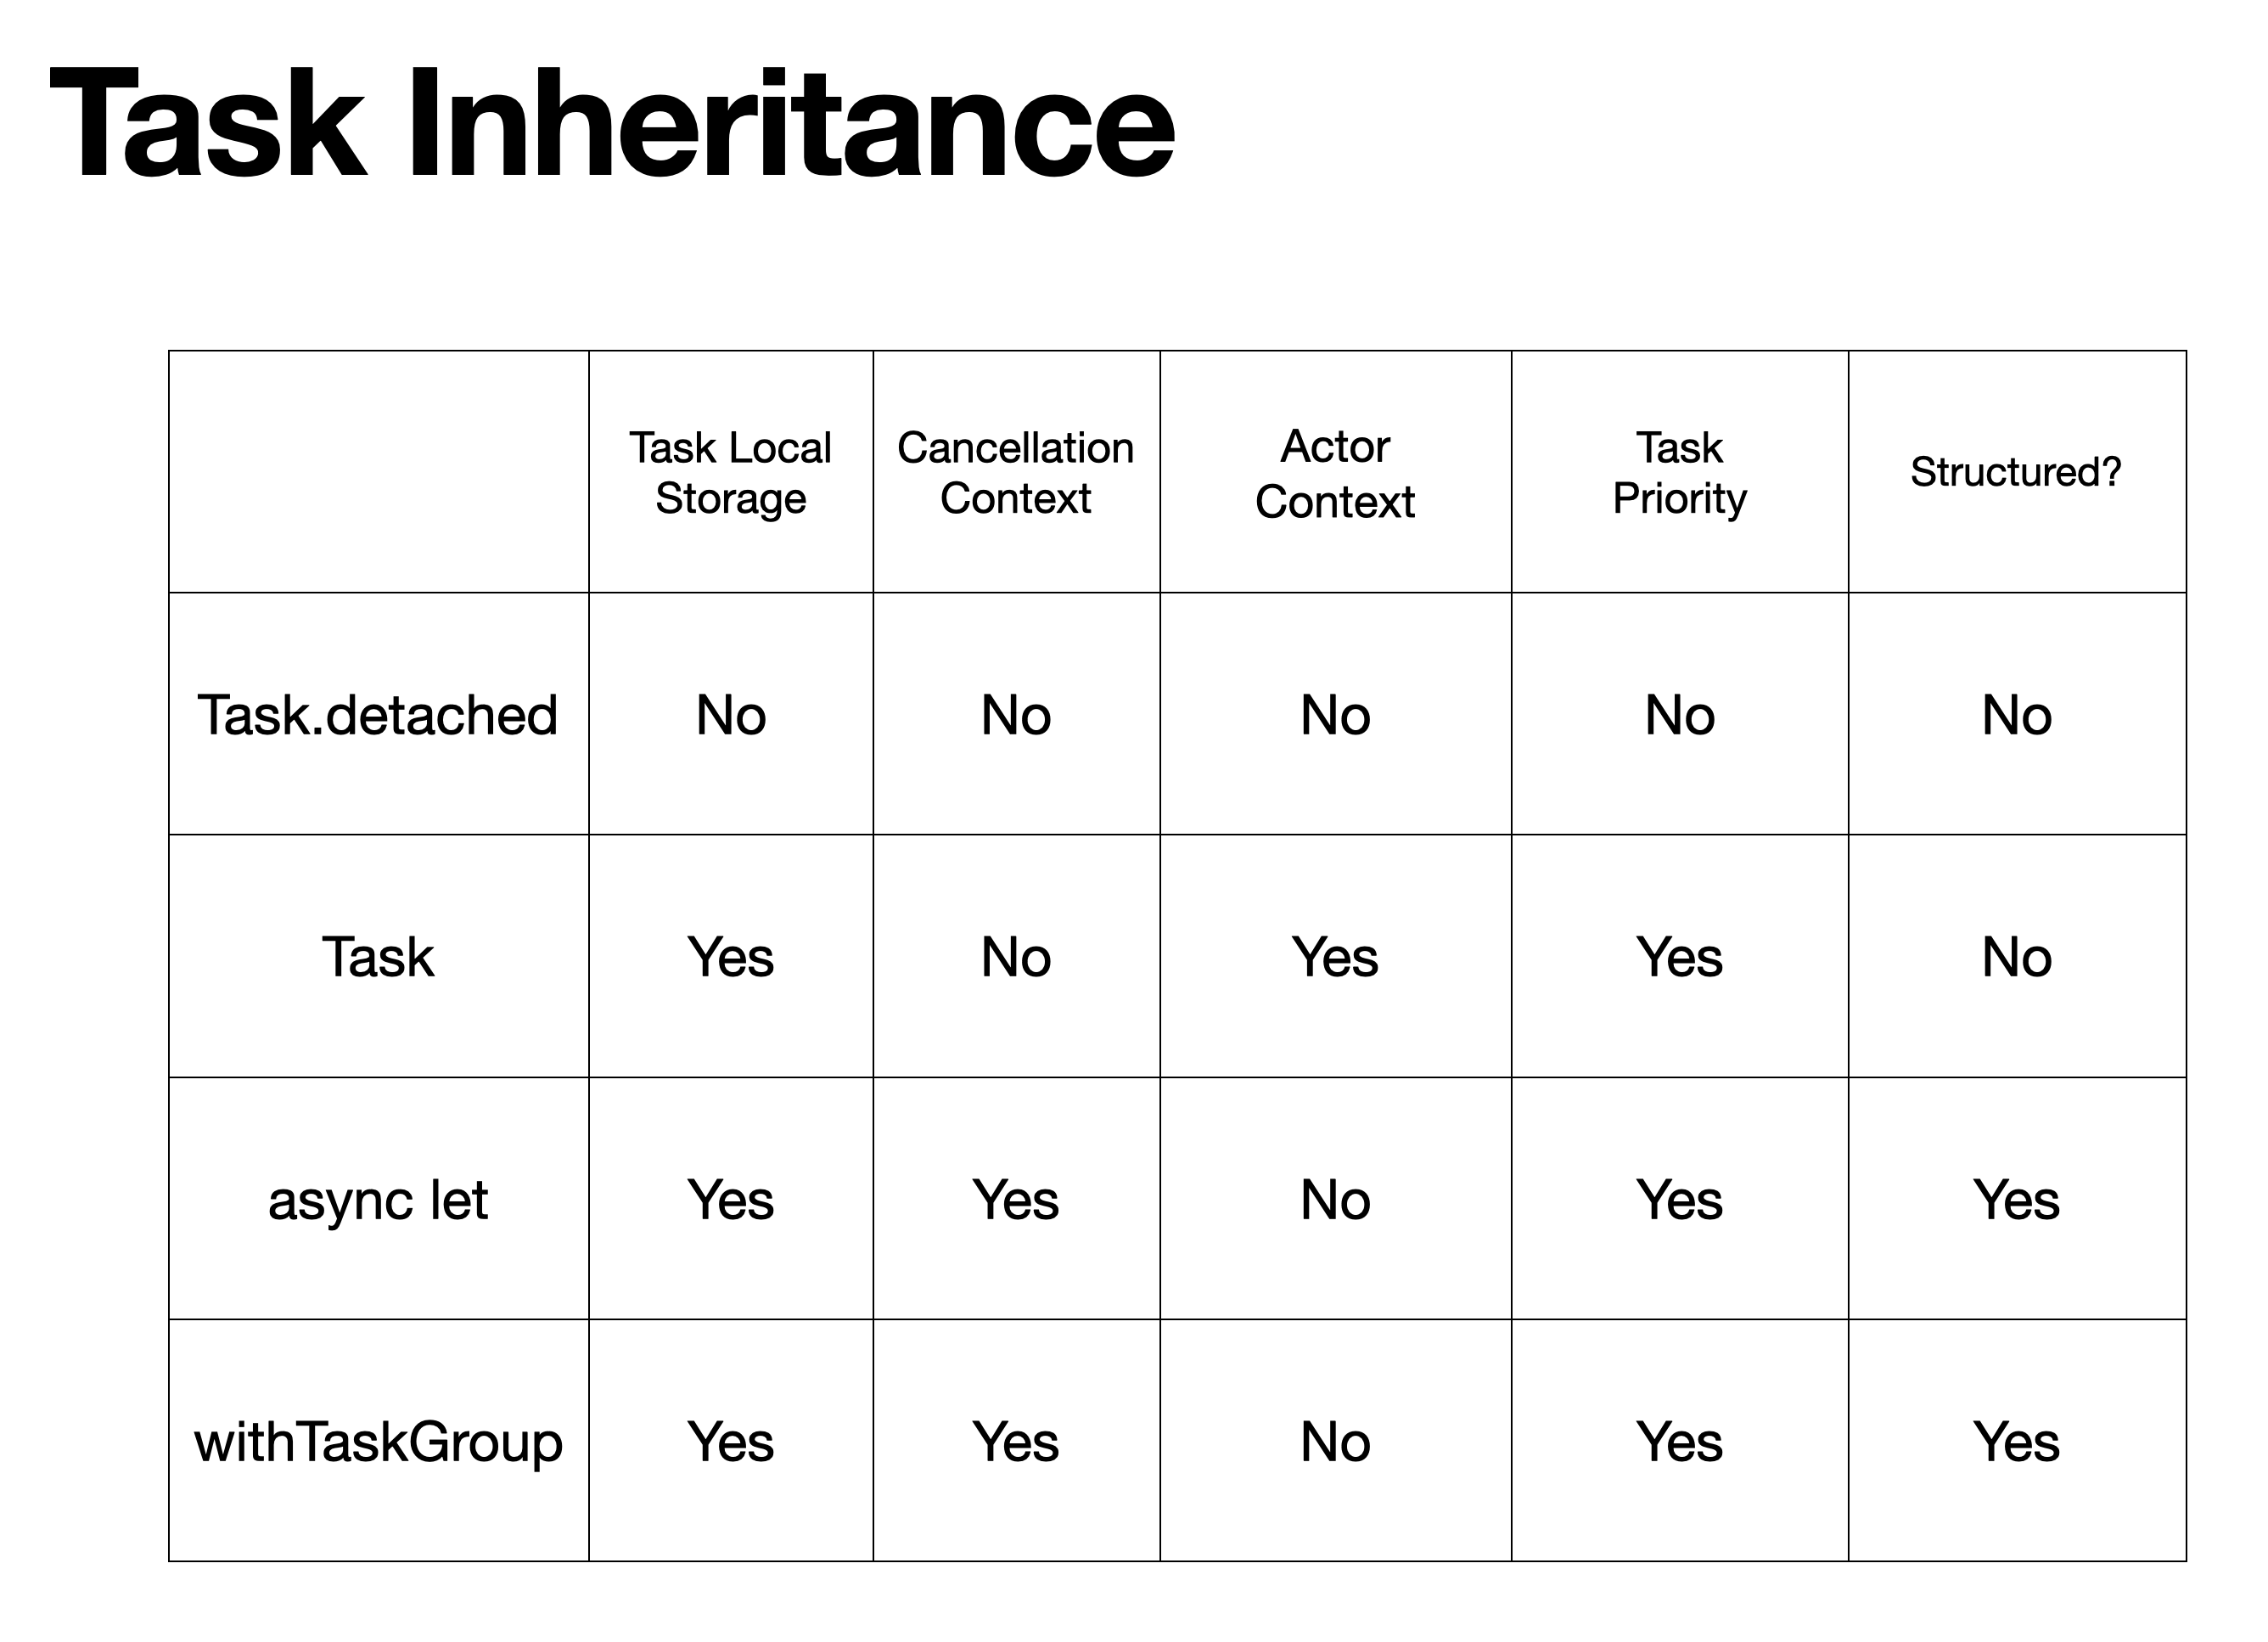 Task Inheritance
Task Local
Storage
Cancelllation
Context
Actor
Context
Task
Priority
Structured?
Task.detached
No
No
No
No
No
Task
Yes
No
Yes
Yes
No
async let
Yes
Yes
No
Yes
Yes
withTaskGroup
Yes
Yes
No
Yes
Yes